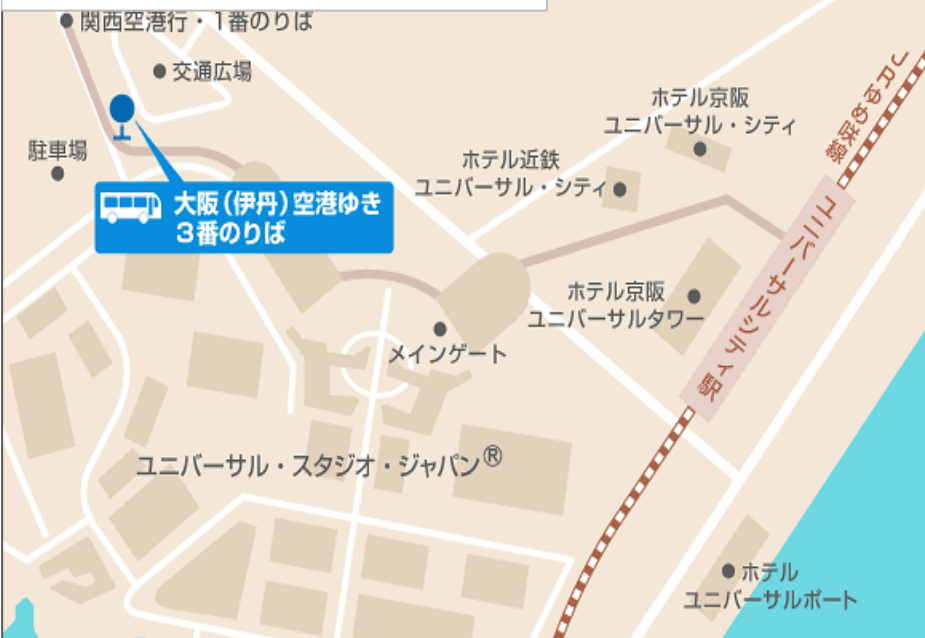 関西空港行・1番のりば
交通広場
駐車場
大阪(伊丹)空港ゆき
3番のりば
ホテル京阪
ユニバーサル・シティ
ホテル近鉄
ユニバーサル・シティ
JRゆめ咲線
ユニバーサルシティ駅
ホテル京阪
ユニバーサルタワー
メインゲート
ユニバーサル・スタジオ・ジャパン®
ホテル
ユニバーサルポート